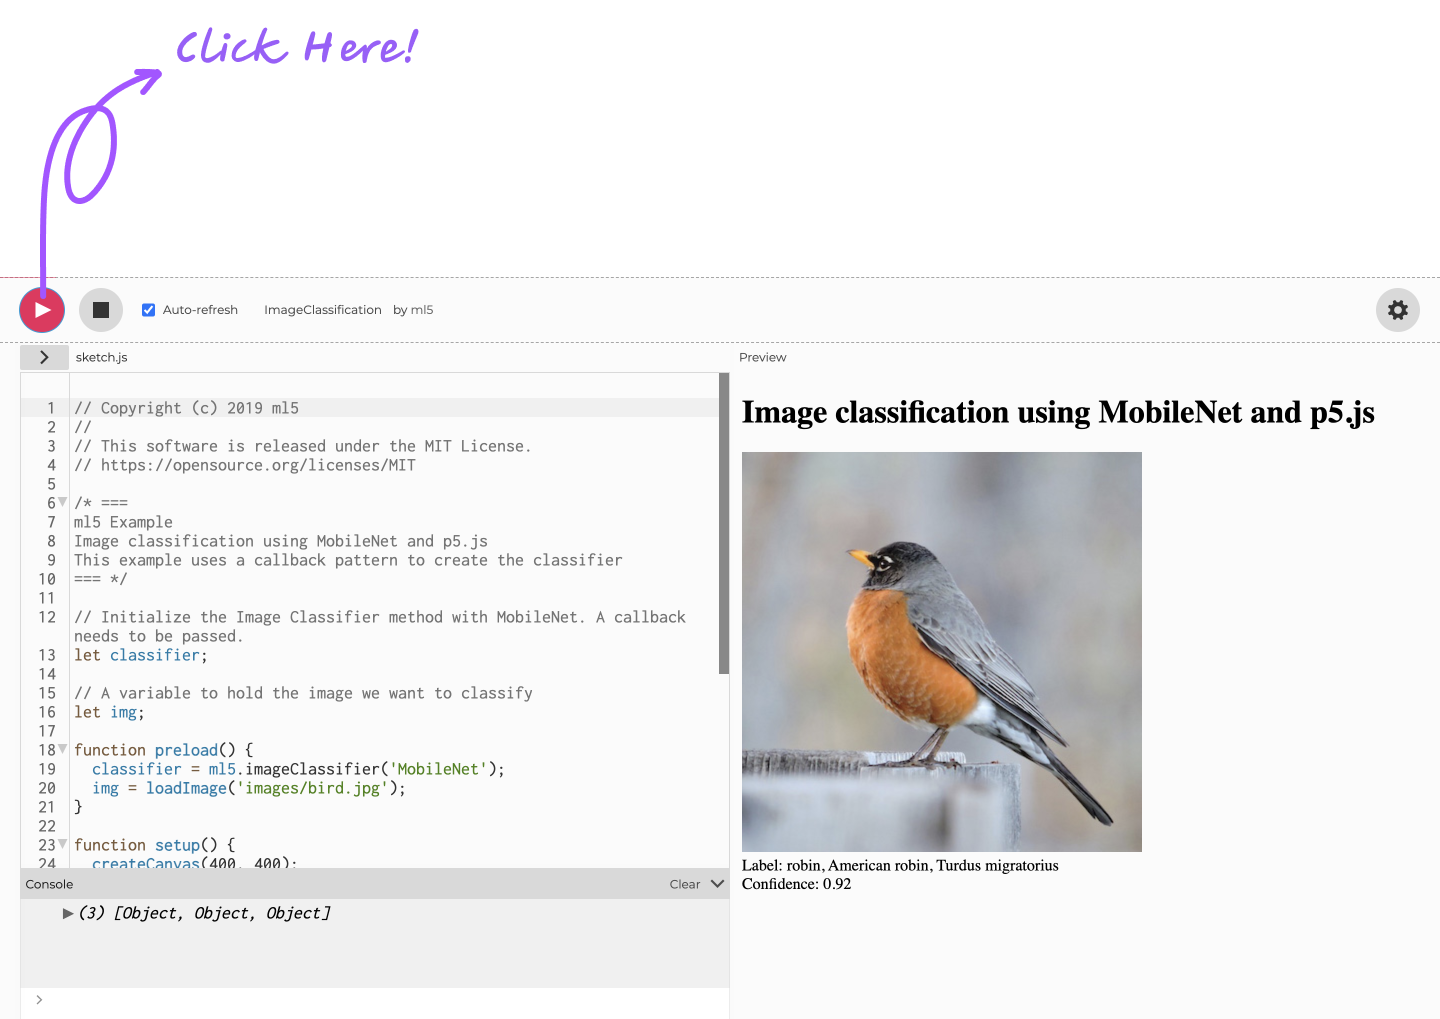 Click Here!
Auto-refresh ImageClassification by ml5
sketch.js
Preview
1 // Copyright (c) 2019 ml5
2 //
3 // This software is released under the MIT License.
4 // https://opensource.org/licenses/MIT
5
6 /* ===
7 ml5 Example
8 Image classification using MobileNet and p5.js
9 This example uses a callback pattern to create the classifier
10 === */
11
12 // Initialize the Image Classifier method with MobileNet. A callback
needs to be passed.
13 let classifier;
14
15 // A variable to hold the image we want to classify
16 let img;
17
18 function preload() {
19 classifier = ml5.imageClassifier('MobileNet');
20 img = loadImage('images/bird.jpg');
21 }
22
23 function setup() {
24 createCanvas(400, 400);
Console Clear
(3) [Object, Object, Object]
>
Image classification using MobileNet and p5.js
Label: robin, American robin, Turdus migratorius
Confidence: 0.92